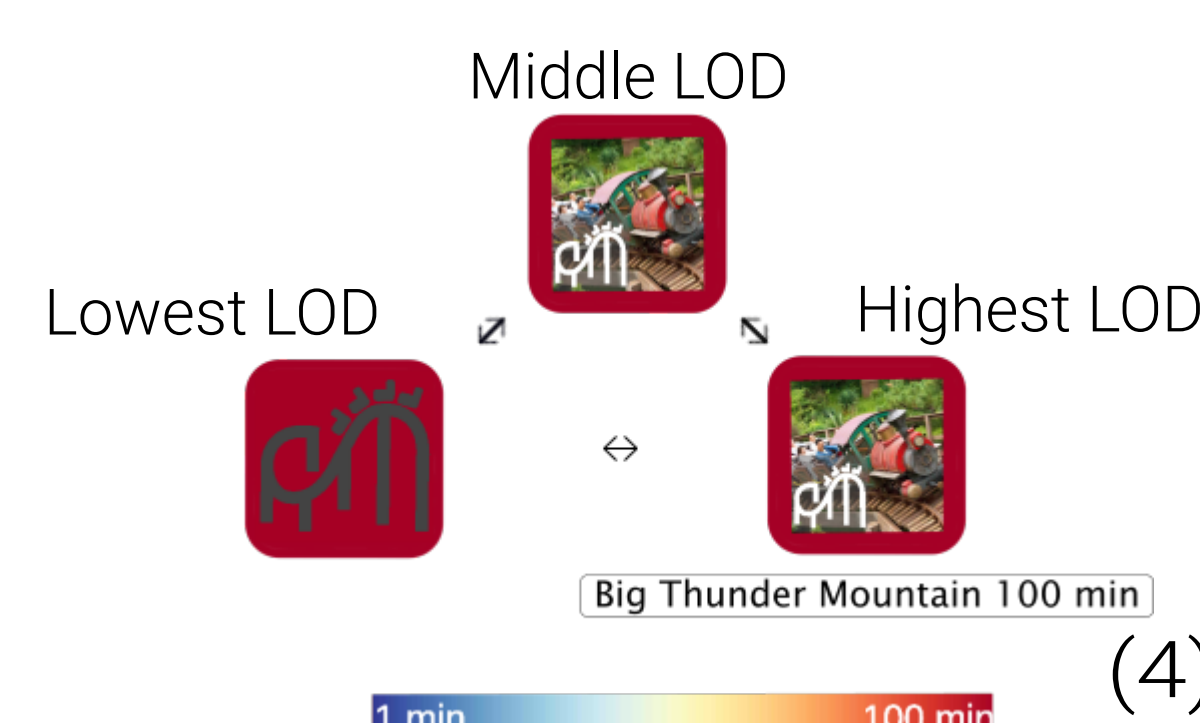 Middle LOD
Lowest LOD
Highest LOD
Big Thunder Mountain 100 min
(4)
1 min
100 min